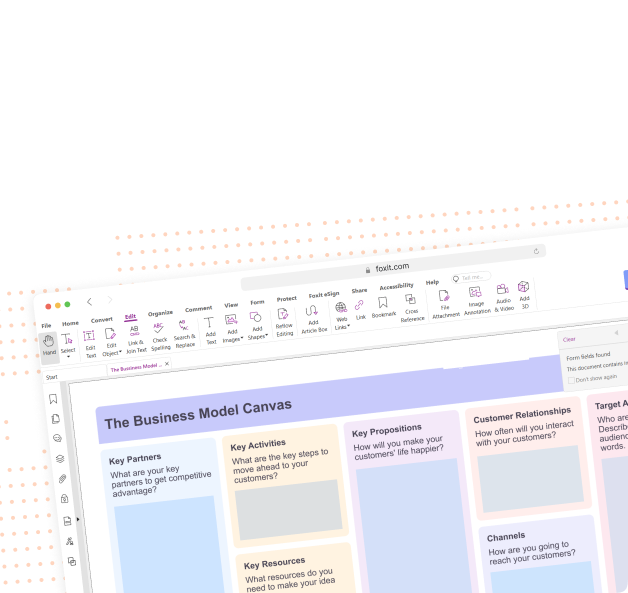 foxit.com
File Home Convert Edit Organize Comment View Form Protect Foxit eSign Share Accessibility Help Tell me...
Hand
Select
Edit
Text
Edit
Object
Link &
Join Text
Check
Spelling
Search &
Replace
Add
Text
Add
Images
Add
Shapes
Reflow
Editing
Add
Article Box
Web
Links
Link
Bookmark
Cross
Reference
File
Attachment
Image
Annotation
Audio
& Video
Add
3D
Start
The Business Model ...
Clear
Form fields found
This document contains
Don't show again
The Business Model Canvas
Key Partners
What are your key
partners to get competitive
advantage?
Key Activities
What are the key steps to
move ahead to your
customers?
Key Resources
What resources do you
need to make your idea
Key Propositions
How will you make your
customers' life happier?
Customer Relationships
How often will you interact
with your customers?
Channels
How are you going to
reach your customers?
Target A
Who are
Describe
audience
words.